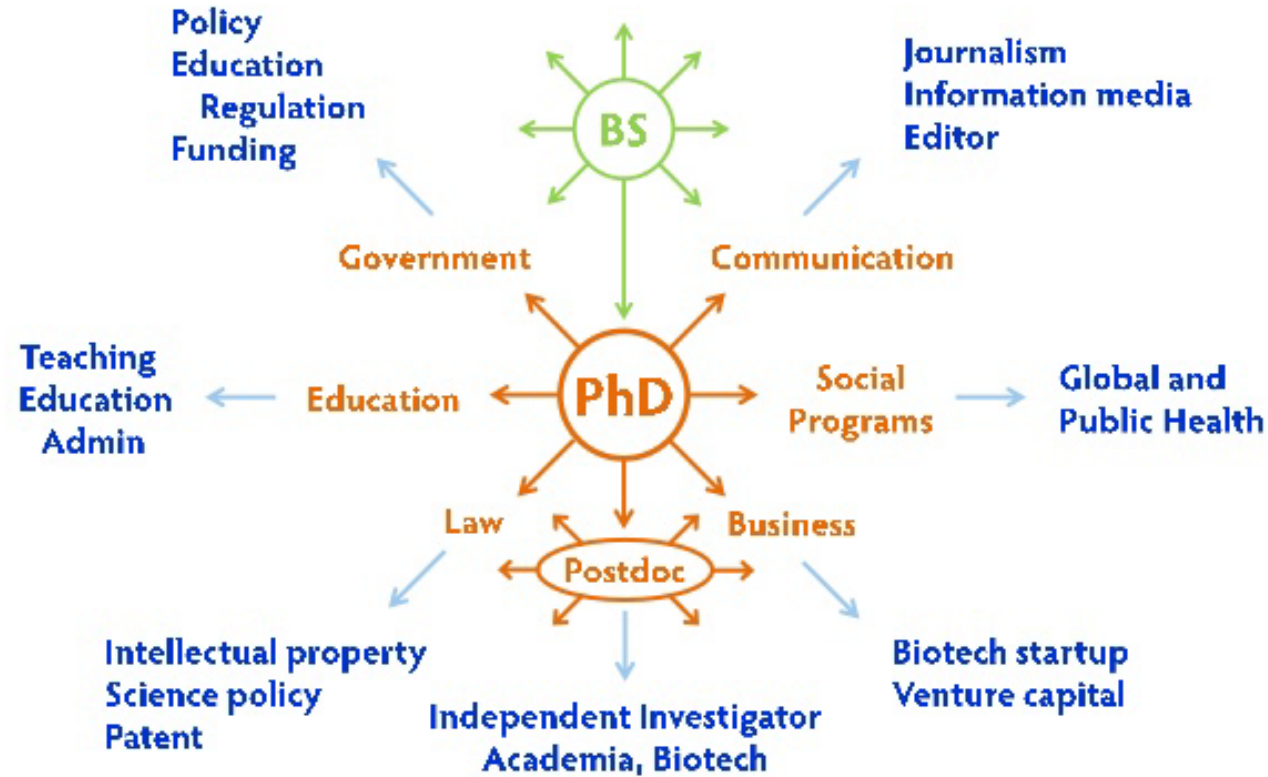 Policy
Education
Regulation
Funding
BS
Journalism
Information media
Editor
Government
Communication
Teaching
Education
Admin
Education
PhD
Social
Programs
Global and
Public Health
Law
Postdoc
Business
Intellectual property
Science policy
Patent
Independent Investigator
Academia, Biotech
Biotech startup
Venture capital